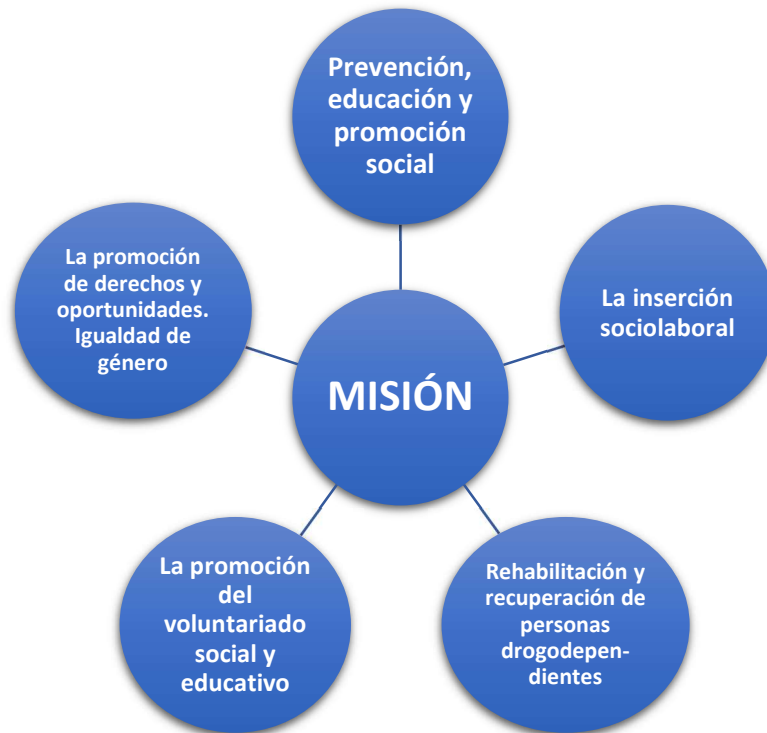 Prevención,
educación y
promoción
social
La promoción
de derechos y
oportunidades.
Igualdad de
género
La inserción
sociolaboral
MISIÓN
La promoción
del
voluntariado
social y
educativo
Rehabilitación y
recuperación de
personas
drogodepen-
dientes